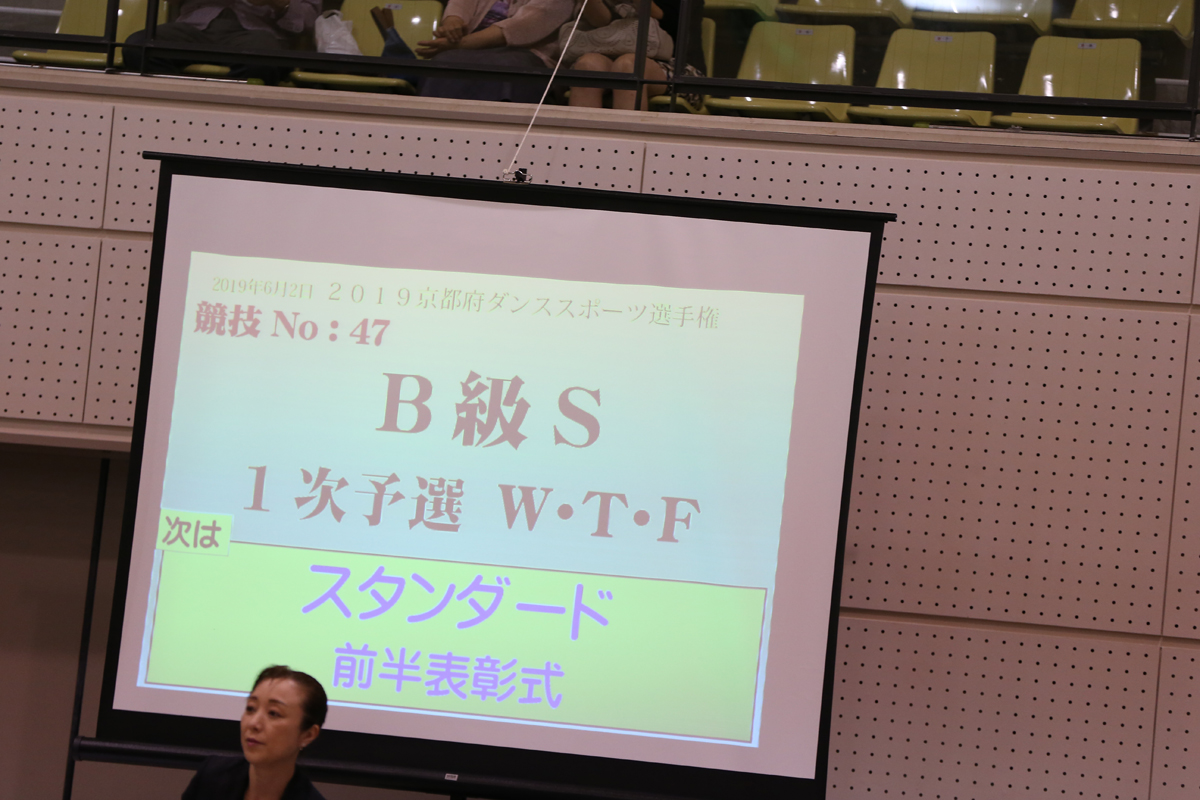 2019年6月2日 ２０１９京都府ダンススポーツ選手権
競技 No：47
B 級 S
１次予選 W・T・F
次は
スタンダード
前半表彰式